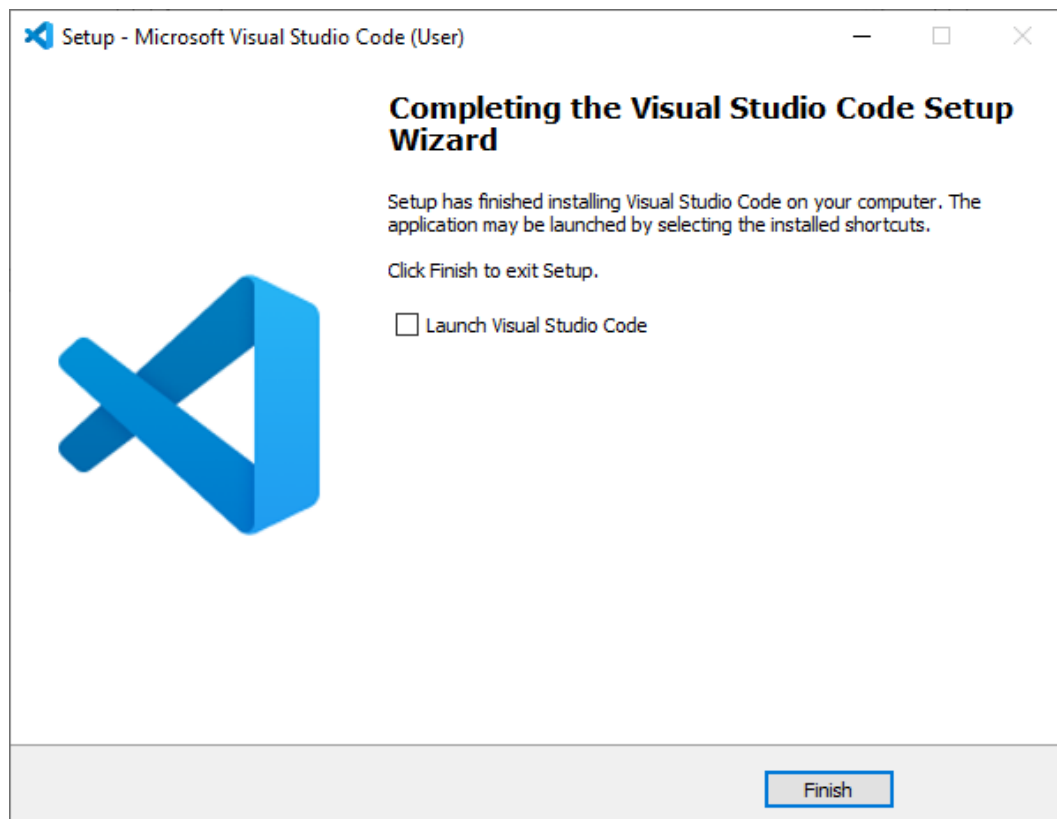 Setup - Microsoft Visual Studio Code (User)
Completing the Visual Studio Code Setup
Wizard
Setup has finished installing Visual Studio Code on your computer. The
application may be launched by selecting the installed shortcuts.
Click Finish to exit Setup.
Launch Visual Studio Code
Finish